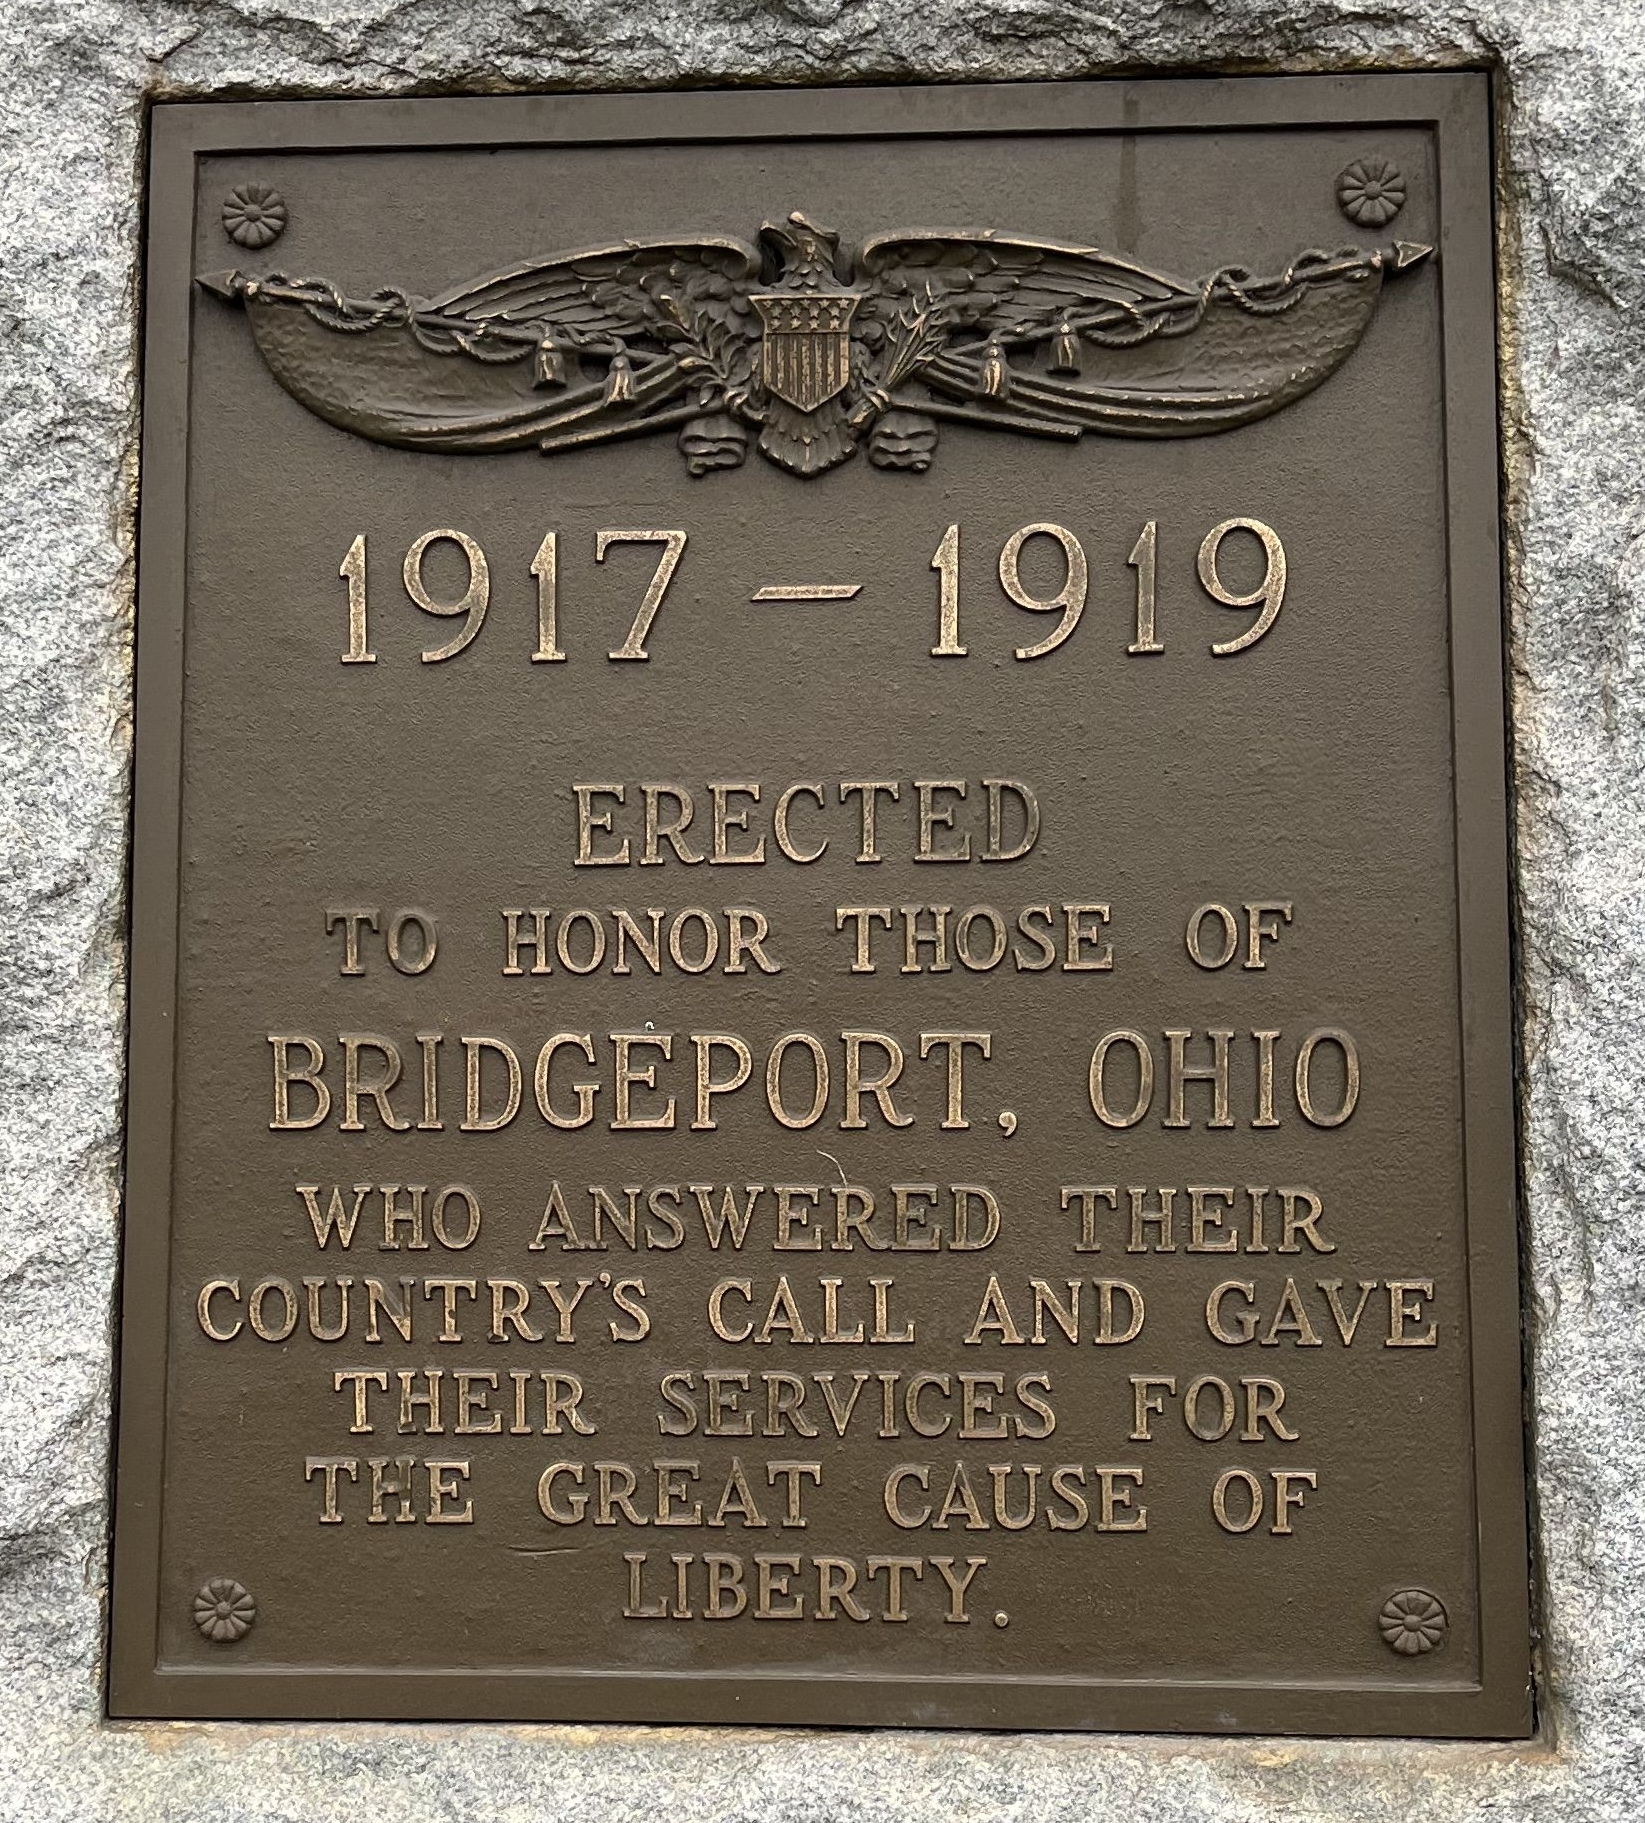 1917 – 1919
ERECTED
TO HONOR THOSE OF
BRIDGEPORT, OHIO
WHO ANSWERED THEIR
COUNTRY'S CALL AND GAVE
THEIR SERVICES FOR
THE GREAT CAUSE OF
LIBERTY.